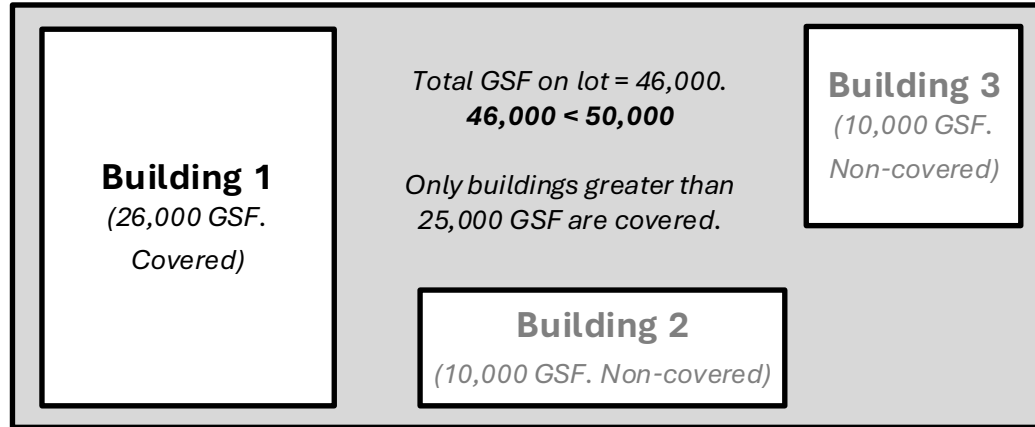 Building 1
(26,000 GSF.
Covered)
Total GSF on lot = 46,000.
46,000 < 50,000
Only buildings greater than
25,000 GSF are covered.
Building 3
(10,000 GSF.
Non-covered)
Building 2
(10,000 GSF. Non-covered)